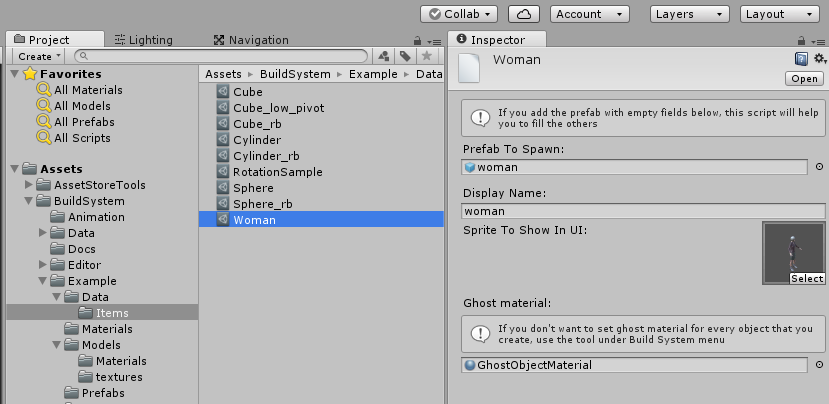 Collab
Account
Layers
Layout
Project
Lighting
Navigation
Inspector
Create
Favorites
All Materials
All Models
All Prefabs
All Scripts
Assets
AssetStoreTools
BuildSystem
Animation
Data
Docs
Editor
Example
Data
Items
Materials
Models
Materials
textures
Prefabs
Assets BuildSystem Example Data
Cube
Cube_low_pivot
Cube_rb
Cylinder
Cylinder_rb
RotationSample
Sphere
Sphere_rb
Woman
Woman
Open
If you add the prefab with empty fields below, this script will help
you to fill the others
Prefab To Spawn:
woman
Display Name:
woman
Sprite To Show In UI:
Select
Ghost material:
If you don't want to set ghost material for every object that you
create, use the tool under Build System menu
GhostObjectMaterial